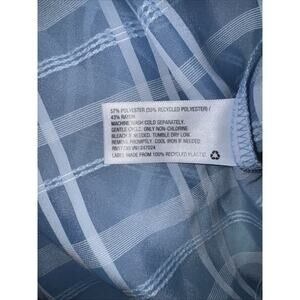 57% POLYESTER (50% RECYCLED POLYESTER) /
43% RAYON
MACHINE WASH COLD SEPARATELY.
GENTLE CYCLE. ONLY NON-CHLORINE
BLEACH IF NEEDED. TUMBLE DRY LOW.
REMOVE PROMPTLY. COOL IRON IF NEEDED.
LABEL MADE FROM 100% RECYCLED PLASTIC